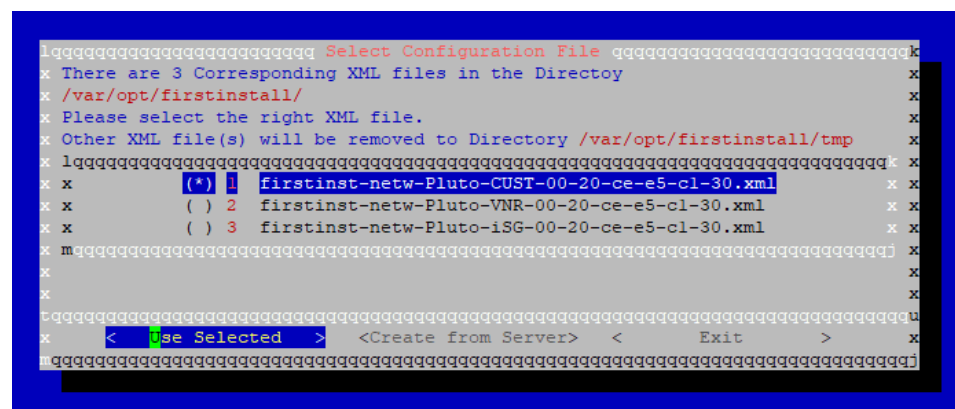 Select Configuration File
There are 3 Corresponding XML files in the Directoy
/var/opt/firstinstall/
Please select the right XML file.
Other XML file(s) will be removed to Directory /var/opt/firstinstall/tmp
(*) 1 firstinst-netw-Pluto-CUST-00-20-ce-e5-c1-30.xml
( ) 2 firstinst-netw-Pluto-VNR-00-20-ce-e5-c1-30.xml
( ) 3 firstinst-netw-Pluto-iSG-00-20-ce-e5-c1-30.xml
< Use Selected > <Create from Server> < Exit >